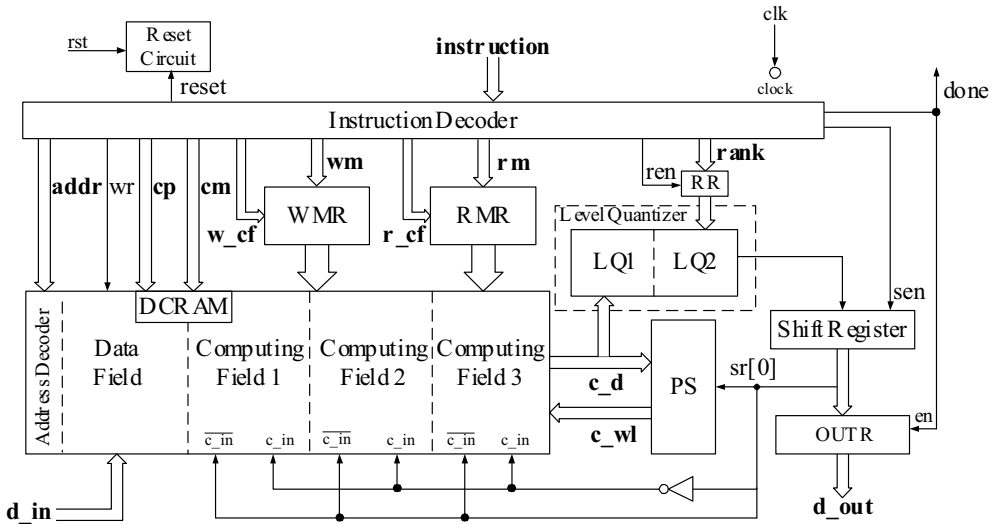 clk
rst
Reset
Circuit
instruction
reset
clock
done
Instruction Decoder
addr
wr
cp
cm
wm
rm
ren
rank
RR
w_cf
WMR
r_cf
RMR
Level Quantizer
LQ1
LQ2
sen
DCRAM
Address Decoder
Data
Field
Computing
Field 1
Computing
Field 2
Computing
Field 3
c_d
PS
Shift Register
sr[0]
c_wl
en
OUTR
c_in
c_in
c_in
c_in
c_in
c_in
d_in
d_out